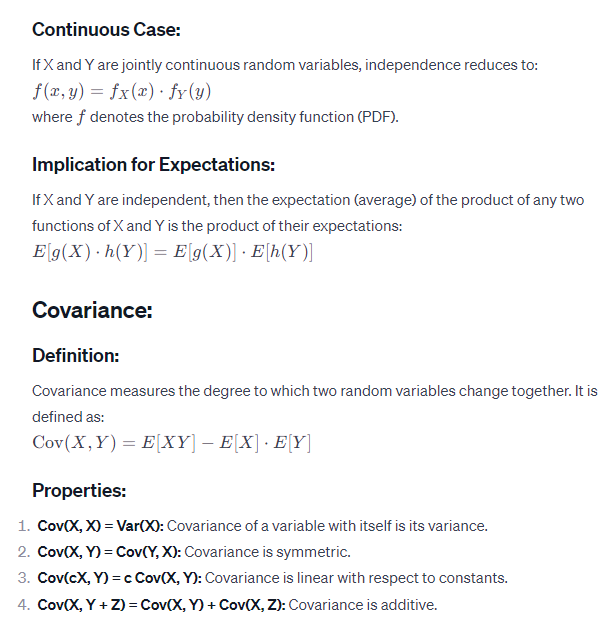 Continuous Case:
If X and Y are jointly continuous random variables, independence reduces to:
f(x, y) = f_X(x) · f_Y(y)
where f denotes the probability density function (PDF).
Implication for Expectations:
If X and Y are independent, then the expectation (average) of the product of any two
functions of X and Y is the product of their expectations:
E[g(X) · h(Y)] = E[g(X)] · E[h(Y)]
Covariance:
Definition:
Covariance measures the degree to which two random variables change together. It is
defined as:
Cov(X, Y) = E[XY] − E[X] · E[Y]
Properties:
1. Cov(X, X) = Var(X): Covariance of a variable with itself is its variance.
2. Cov(X, Y) = Cov(Y, X): Covariance is symmetric.
3. Cov(cX, Y) = c Cov(X, Y): Covariance is linear with respect to constants.
4. Cov(X, Y + Z) = Cov(X, Y) + Cov(X, Z): Covariance is additive.